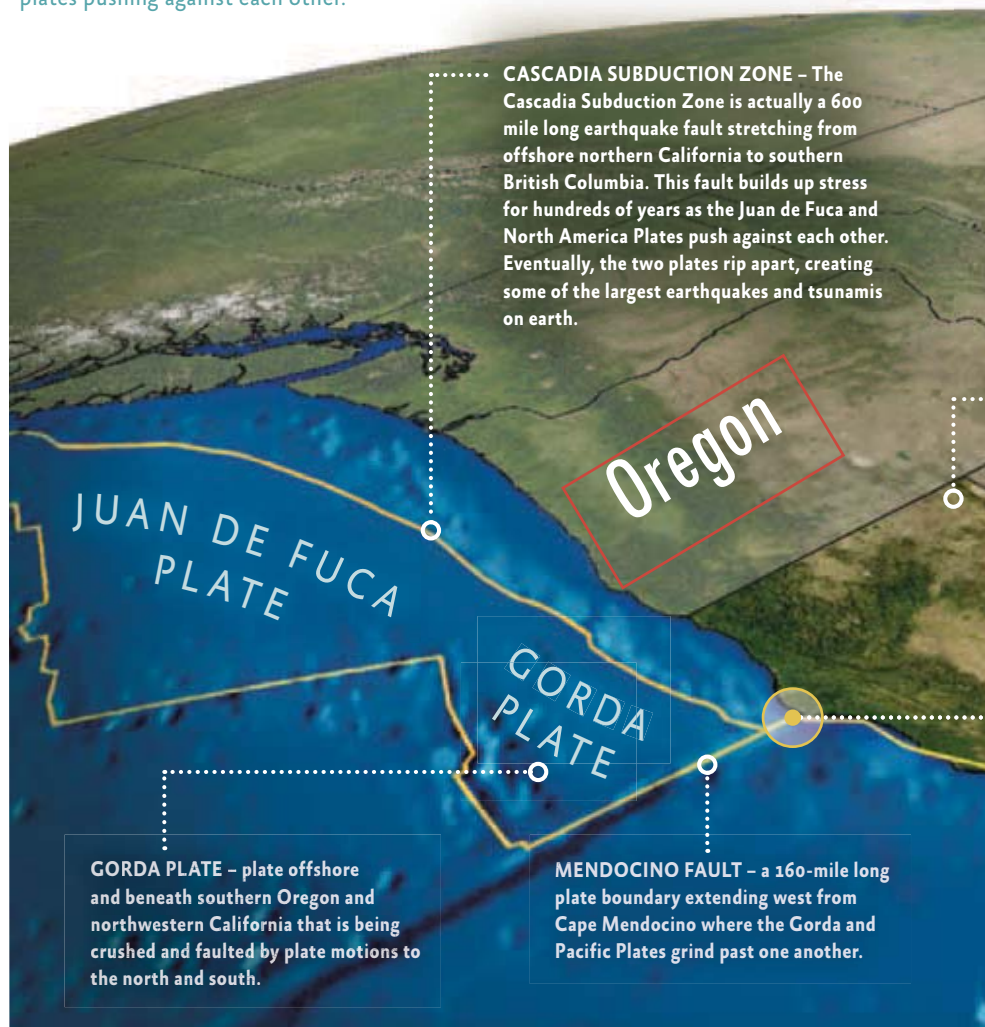 plates pushing against each other.
CASCADIA SUBDUCTION ZONE – The
Cascadia Subduction Zone is actually a 600
mile long earthquake fault stretching from
offshore northern California to southern
British Columbia. This fault builds up stress
for hundreds of years as the Juan de Fuca and
North America Plates push against each other.
Eventually, the two plates rip apart, creating
some of the largest earthquakes and tsunamis
on earth.
Oregon
JUAN DE FUCA
PLATE
GORDA
PLATE
GORDA PLATE – plate offshore
and beneath southern Oregon and
northwestern California that is being
crushed and faulted by plate motions to
the north and south.
MENDOCINO FAULT – a 160-mile long
plate boundary extending west from
Cape Mendocino where the Gorda and
Pacific Plates grind past one another.